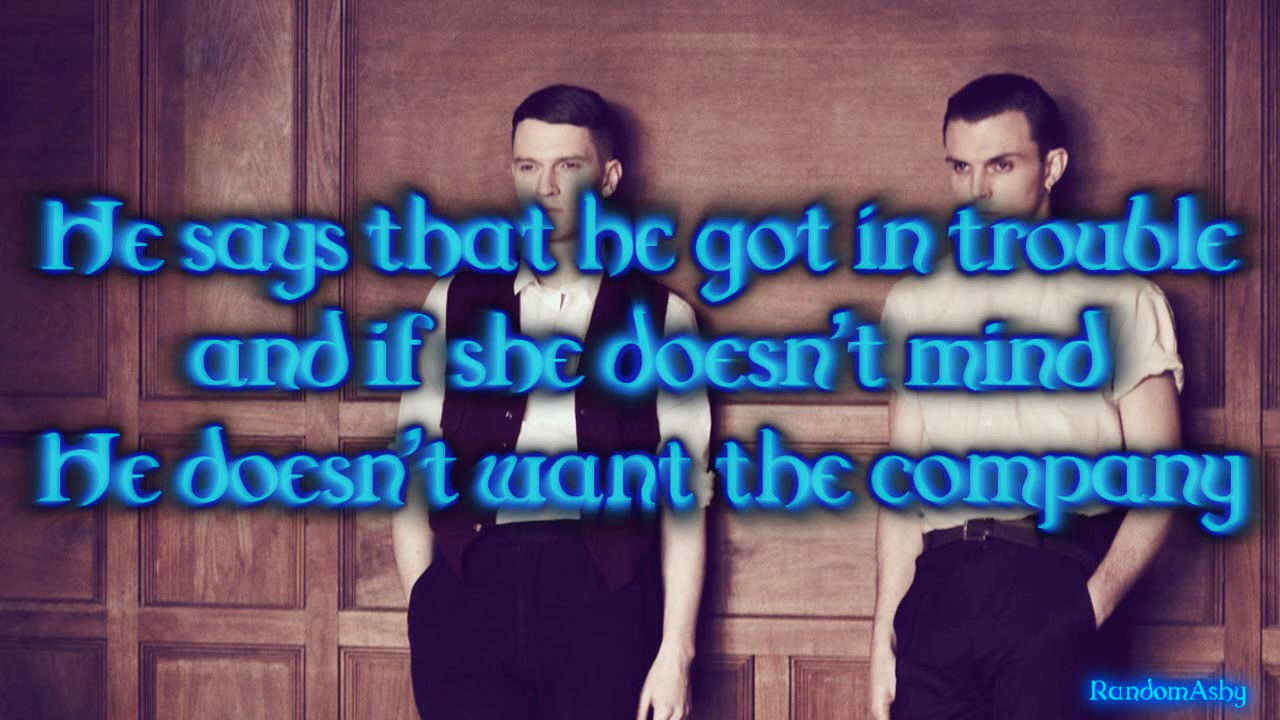 He says that he got in trouble
and if she doesn't mind
He doesn't want the company
RandomAshy